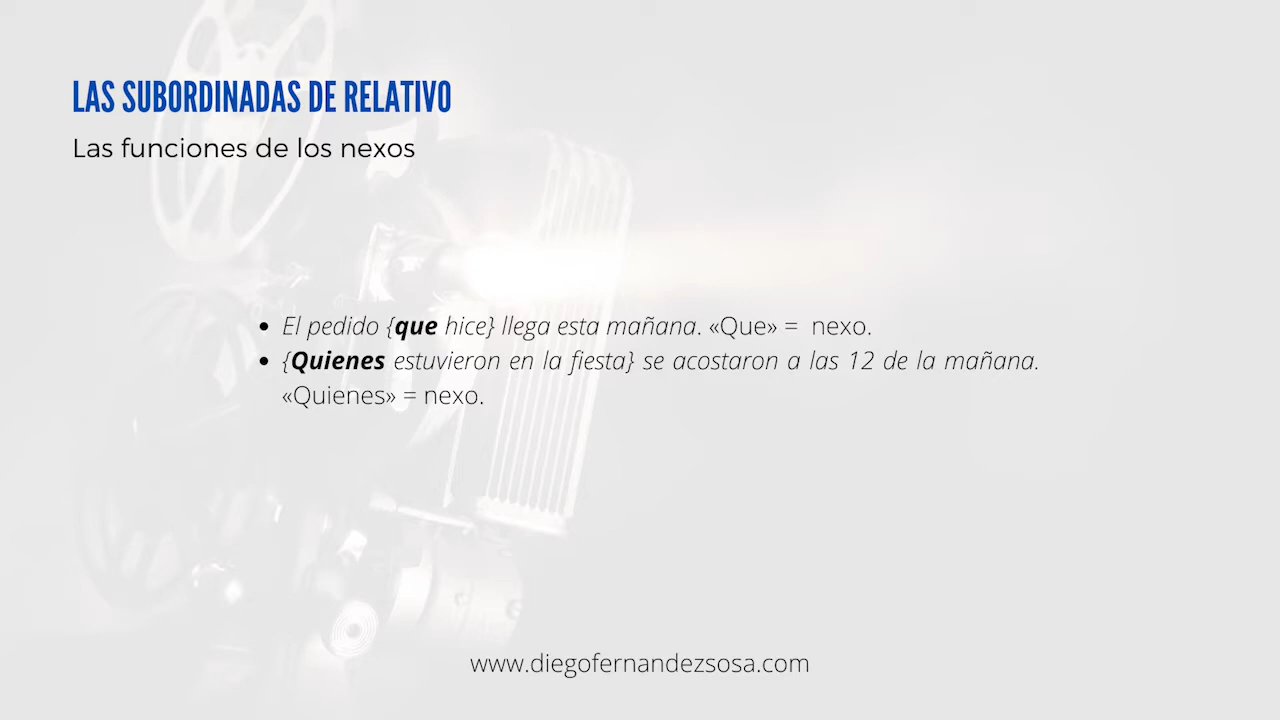 LAS SUBORDINADAS DE RELATIVO
Las funciones de los nexos
• El pedido {que hice} llega esta mañana. «Que» = nexo.
• {Quienes estuvieron en la fiesta} se acostaron a las 12 de la mañana.
«Quienes» = nexo.
www.diegofernandezsosa.com